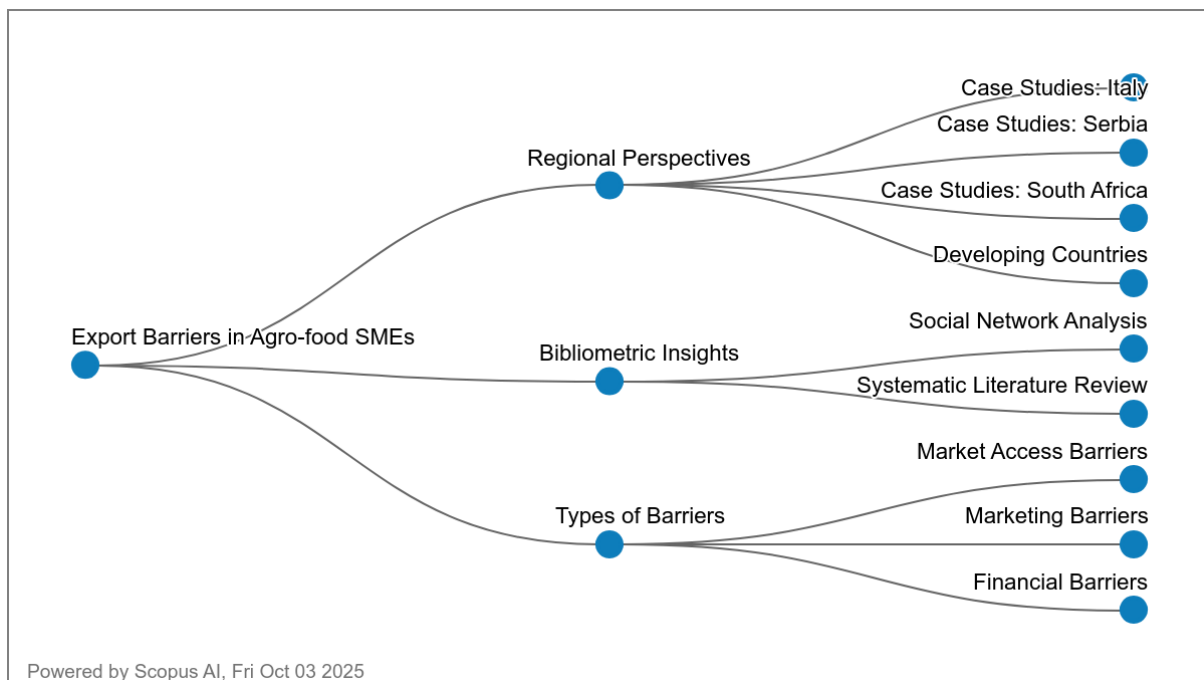 Case Studies: Italy
Case Studies: Serbia
Regional Perspectives
Case Studies: South Africa
Developing Countries
Social Network Analysis
Export Barriers in Agro-food SMEs
Bibliometric Insights
Systematic Literature Review
Market Access Barriers
Types of Barriers
Marketing Barriers
Financial Barriers
Powered by Scopus AI, Fri Oct 03 2025